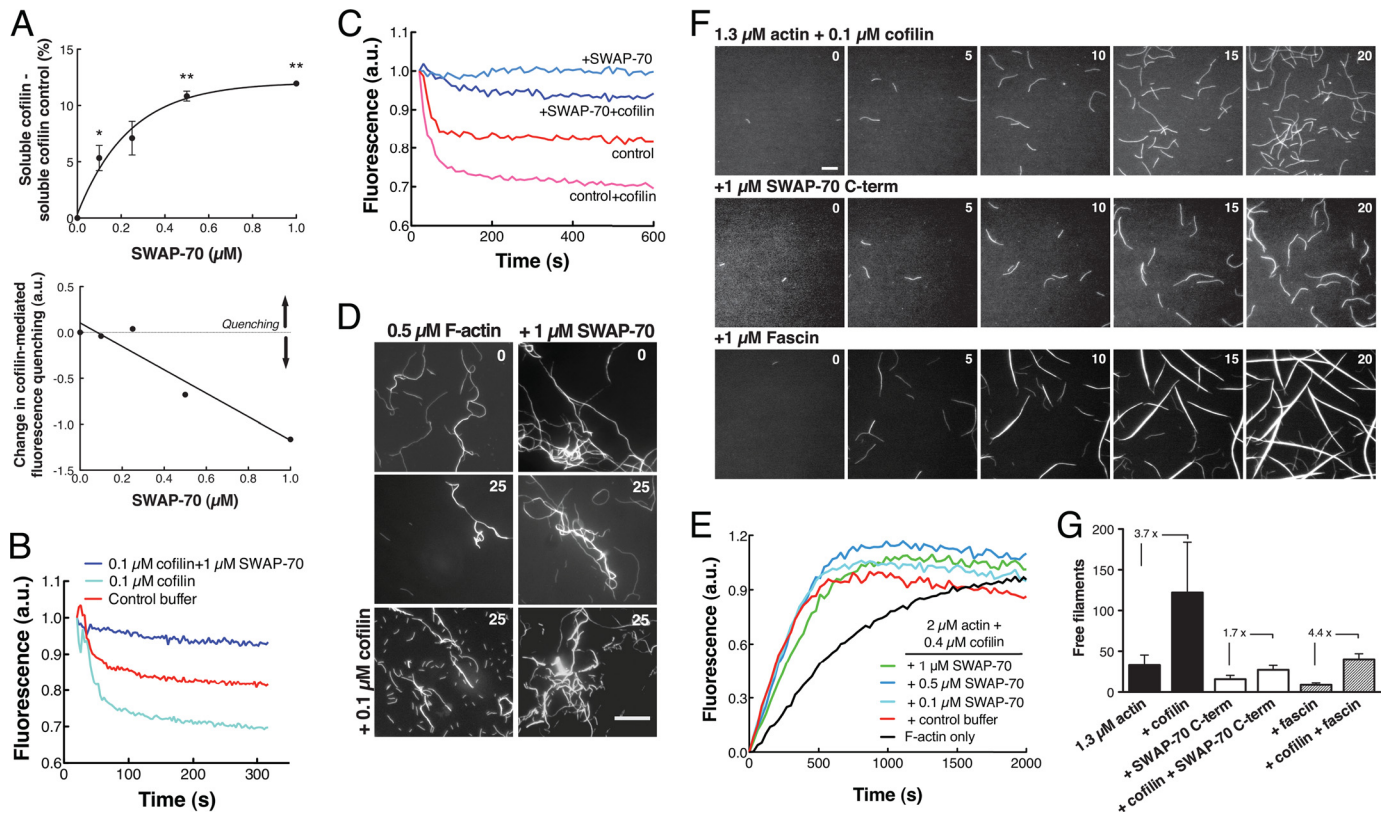 A
Soluble cofilin -
soluble cofilin control (%)
15
10
5
0
*
**
**
0.0
0.2
0.4
0.6
0.8
1.0
SWAP-70 (µM)
Change in cofilin-mediated
fluorescence quenching (a.u.)
0.5
0.0
-0.5
-1.0
-1.5
Quenching
0.0
0.2
0.4
0.6
0.8
1.0
SWAP-70 (µM)
B
0.1 µM cofilin+1 µM SWAP-70
0.1 µM cofilin
Control buffer
Fluorescence (a.u.)
1.1
1.0
0.9
0.8
0.7
0.6
0
100
200
300
Time (s)
C
Fluorescence (a.u.)
1.1
1.0
0.9
0.8
0.7
0.6
+SWAP-70
+SWAP-70+cofilin
control
control+cofilin
0
200
400
600
Time (s)
D
0.5 µM F-actin
+ 1 µM SWAP-70
0
0
25
25
+ 0.1 µM cofilin
25
25
E
Fluorescence (a.u.)
1.2
0.9
0.6
0.3
0.0
2 µM actin +
0.4 µM cofilin
+ 1 µM SWAP-70
+ 0.5 µM SWAP-70
+ 0.1 µM SWAP-70
+ control buffer
F-actin only
0
500
1000
1500
2000
Time (s)
F
1.3 µM actin + 0.1 µM cofilin
0
5
10
15
20
+1 µM SWAP-70 C-term
0
5
10
15
20
+1 µM Fascin
0
5
10
15
20
G
Free filaments
200
150
100
50
0
3.7 x
1.7 x
4.4 x
1.3 µM actin
+ cofilin
+ SWAP-70 C-term
+ cofilin + SWAP-70 C-term
+ fascin
+ cofilin + fascin